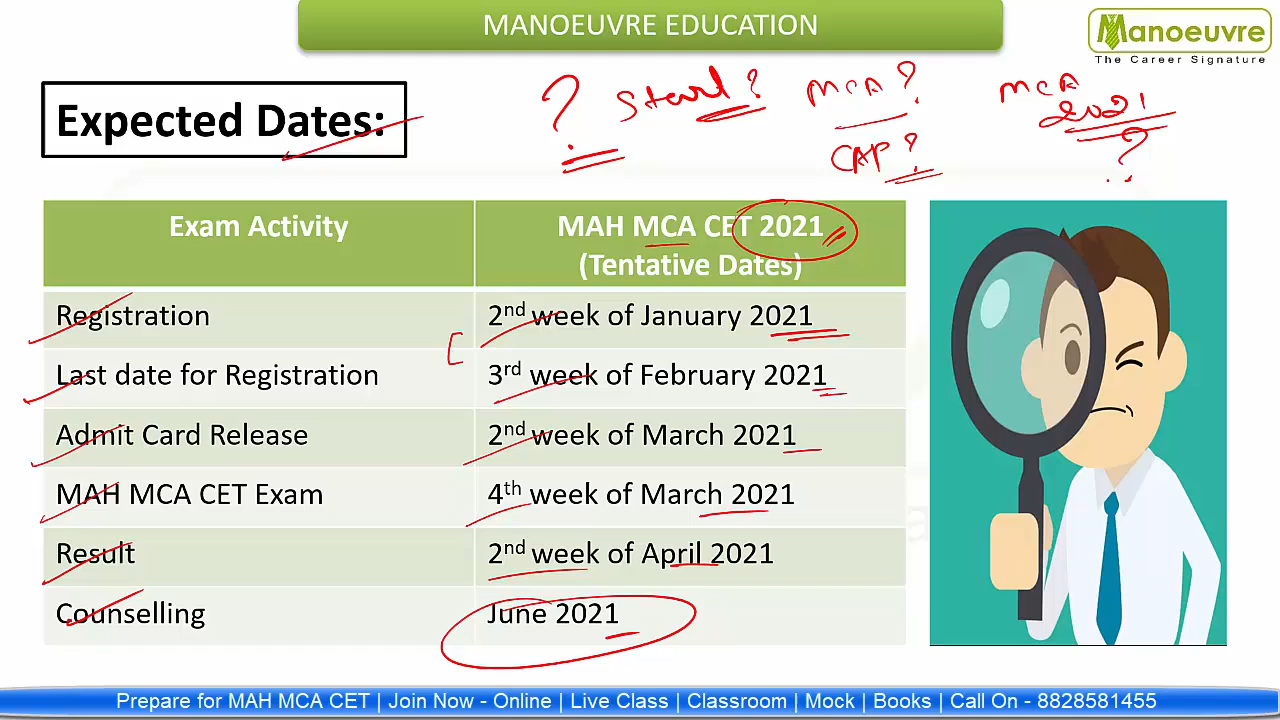 MANOEUVRE EDUCATION
Manoeuvre
The Career Signature
Expected Dates:
? Start? MCA? MCA
CAP? 2021
?
Exam Activity MAH MCA CET 2021
(Tentative Dates)
Registration 2nd week of January 2021
Last date for Registration 3rd week of February 2021
Admit Card Release 2nd week of March 2021
MAH MCA CET Exam 4th week of March 2021
Result 2nd week of April 2021
Counselling June 2021
Prepare for MAH MCA CET | Join Now - Online | Live Class | Classroom | Mock | Books | Call On - 8828581455